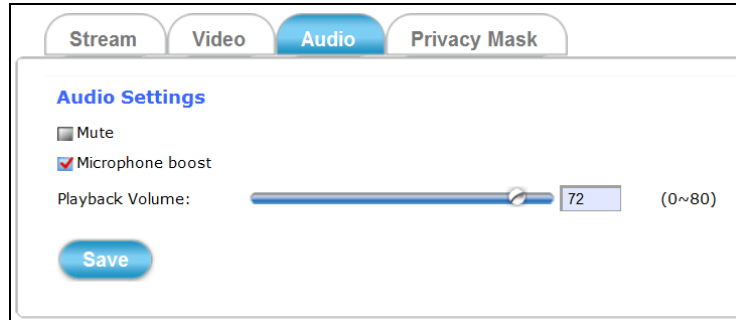 Stream Video Audio Privacy Mask
Audio Settings
Mute
Microphone boost
Playback Volume: 72 (0~80)
Save